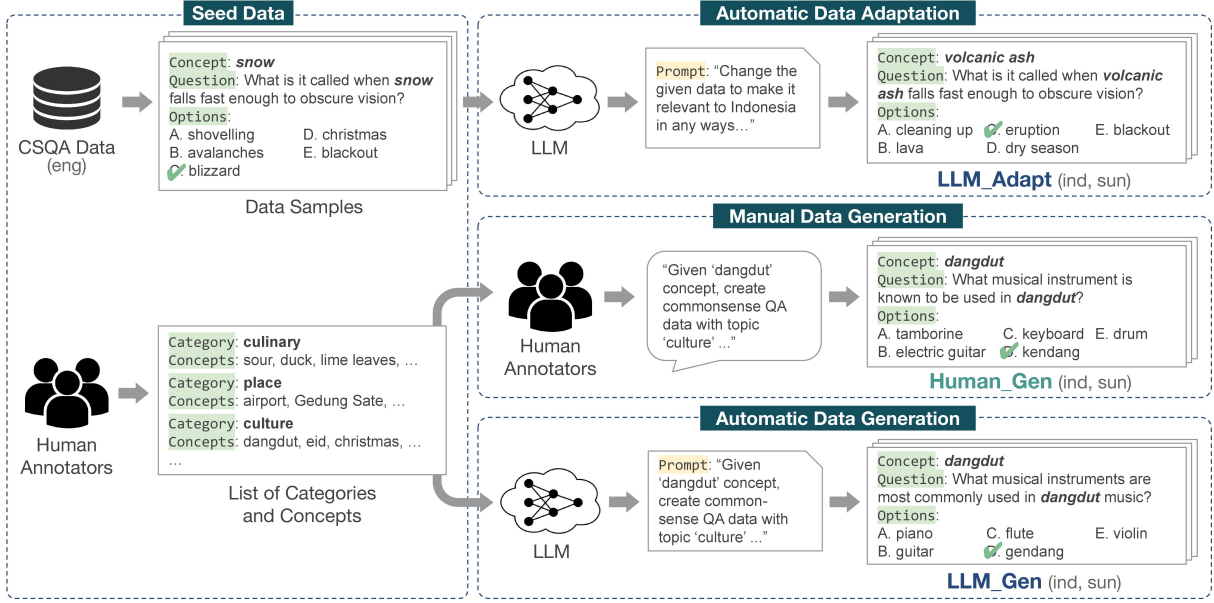 Seed Data
CSQA Data
(eng)
Concept: snow
Question: What is it called when snow
falls fast enough to obscure vision?
Options:
A. shovelling D. christmas
B. avalanches E. blackout
C. blizzard
Data Samples
Human
Annotators
Category: culinary
Concepts: sour, duck, lime leaves, …
Category: place
Concepts: airport, Gedung Sate, …
Category: culture
Concepts: dangdut, eid, christmas, …
…
List of Categories
and Concepts
Automatic Data Adaptation
LLM
Prompt: “Change the
given data to make it
relevant to Indonesia
in any ways…”
Concept: volcanic ash
Question: What is it called when volcanic
ash falls fast enough to obscure vision?
Options:
A. cleaning up C. eruption E. blackout
B. lava D. dry season
LLM_Adapt (ind, sun)
Manual Data Generation
Human
Annotators
“Given ‘dangdut’
concept, create
commonsense QA
data with topic
‘culture’ ...”
Concept: dangdut
Question: What musical instrument is
known to be used in dangdut?
Options:
A. tamborine C. keyboard E. drum
B. electric guitar D. kendang
Human_Gen (ind, sun)
Automatic Data Generation
LLM
Prompt: “Given
‘dangdut’ concept,
create common-
sense QA data with
topic ‘culture’ ...”
Concept: dangdut
Question: What musical instruments are
most commonly used in dangdut music?
Options:
A. piano C. flute E. violin
B. guitar D. gendang
LLM_Gen (ind, sun)